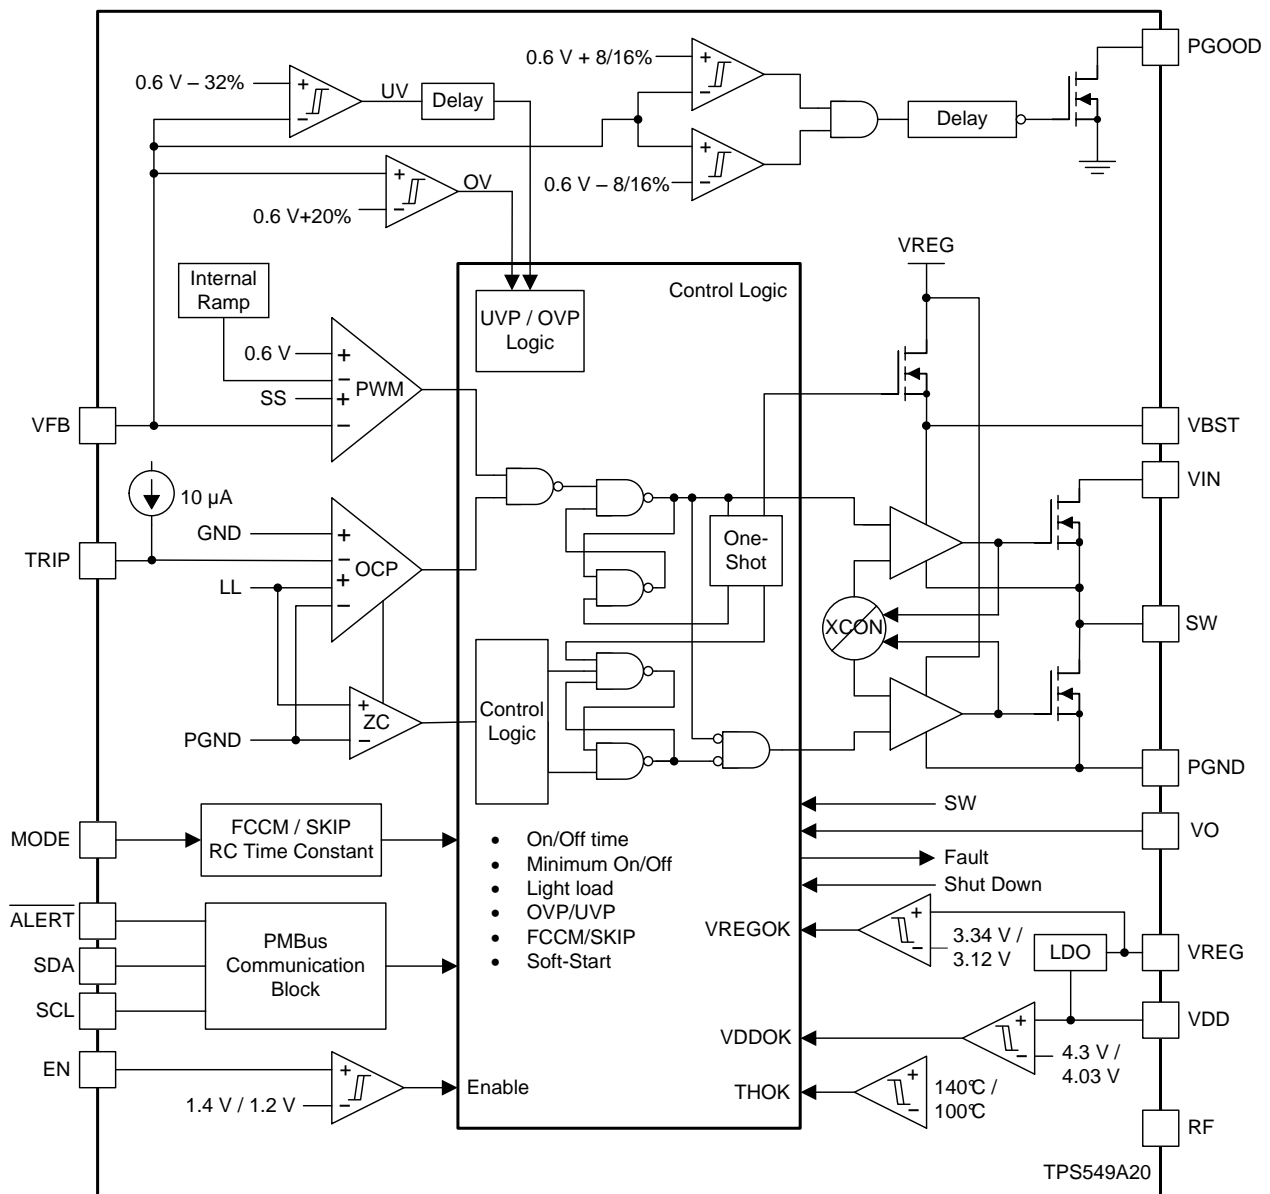 PGOOD
0.6 V + 8/16%
0.6 V – 32%
+
–
UV
Delay
+
–
Delay
+
–
0.6 V – 8/16%
+
–
OV
0.6 V+20%
VREG
Internal
Ramp
UVP / OVP
Logic
Control Logic
0.6 V
+
–
SS
+
–
PWM
VFB
VBST
VIN
10 µA
GND
TRIP
LL
+
–
+
–
OCP
One-
Shot
XCON
SW
PGND
+
–
ZC
Control
Logic
PGND
MODE
FCCM / SKIP
RC Time Constant
SW
VO
Fault
Shut Down
• On/Off time
• Minimum On/Off
• Light load
• OVP/UVP
• FCCM/SKIP
• Soft-Start
ALERT
SDA
SCL
PMBus
Communication
Block
VREGOK
+
–
3.34 V /
3.12 V
LDO
VREG
VDD
VDDOK
+
–
4.3 V /
4.03 V
EN
+
–
1.4 V / 1.2 V
Enable
THOK
+
–
140°C /
100°C
RF
TPS549A20